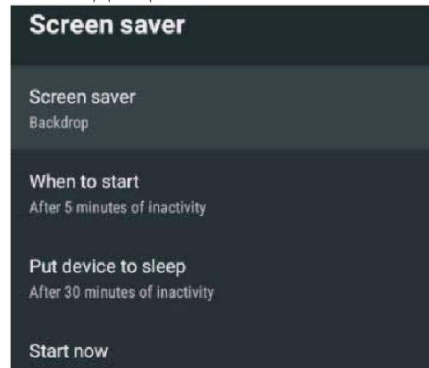 Screen saver
Screen saver
Backdrop
When to start
After 5 minutes of inactivity
Put device to sleep
After 30 minutes of inactivity
Start now